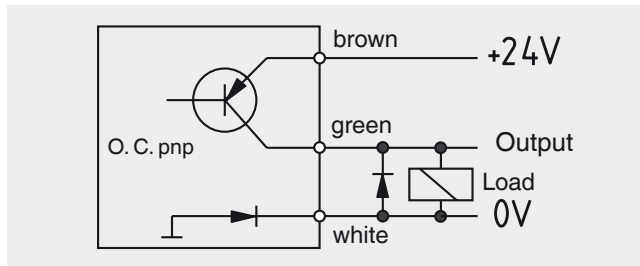 brown
+24V
green
O. C. pnp
Output
Load
0V
white